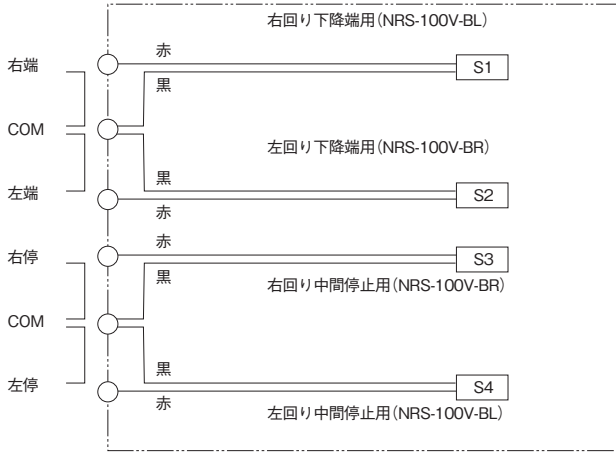 右回り下降端用(NRS-100V-BL)
赤
右端
S1
黒
COM
左回り下降端用(NRS-100V-BR)
黒
左端
S2
赤
赤
右停
S3
黒
右回り中間停止用(NRS-100V-BR)
COM
黒
左停
S4
赤
左回り中間停止用(NRS-100V-BL)